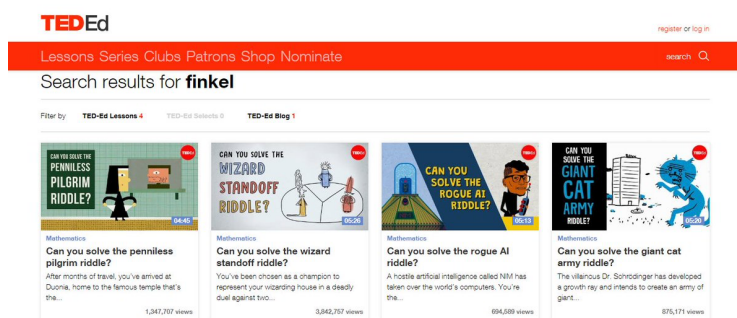 TEDEd
register or log in
Lessons Series Clubs Patrons Shop Nominate
search
Search results for finkel
Filter by TED-Ed Lessons 4 TED-Ed Selects 0 TED-Ed Blog 1
CAN YOU SOLVE THE
PENNILESS
PILGRIM
RIDDLE?
TEDEd
04:45
Mathematics
Can you solve the penniless
pilgrim riddle?
After months of travel, you've arrived at
Duonia, home to the famous temple that's
the...
1,347,707 views
CAN YOU SOLVE THE
WIZARD
STANDOFF
RIDDLE?
TEDEd
05:26
Mathematics
Can you solve the wizard
standoff riddle?
You've been chosen as a champion to
represent your wizarding house in a deadly
duel against two...
3,842,757 views
CAN YOU
SOLVE THE
ROGUE AI
RIDDLE?
TEDEd
05:13
Mathematics
Can you solve the rogue AI
riddle?
A hostile artificial intelligence called NIM has
taken over the world's computers. You're
the...
694,589 views
CAN YOU
SOLVE THE
GIANT
CAT
ARMY
RIDDLE?
TEDEd
05:20
Mathematics
Can you solve the giant cat
army riddle?
The villainous Dr. Schrödinger has developed
a growth ray and intends to create an army of
giant...
875,171 views